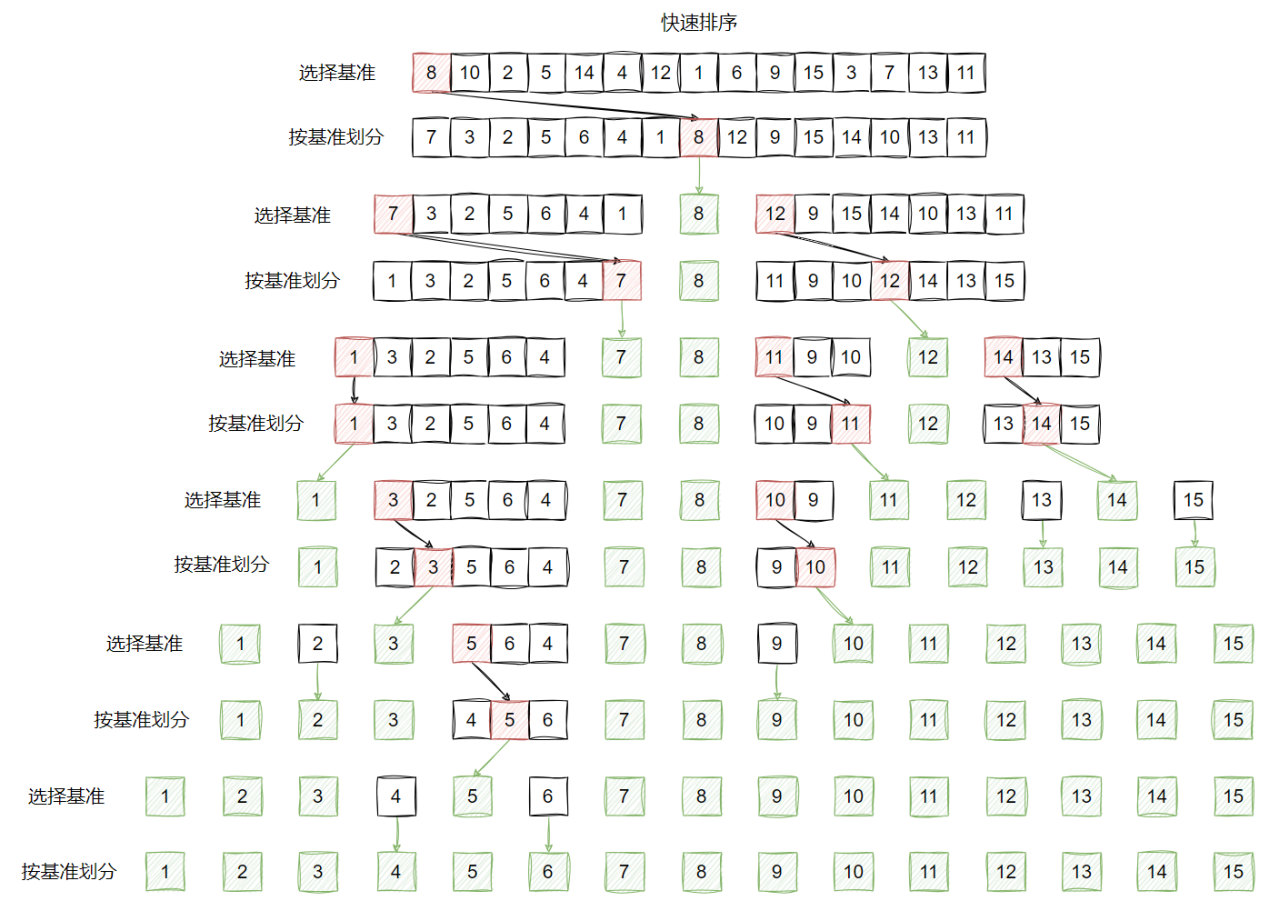 快速排序
选择基准 8 10 2 5 14 4 12 1 6 9 15 3 7 13 11
按基准划分 7 3 2 5 6 4 1 8 12 9 15 14 10 13 11
选择基准 7 3 2 5 6 4 1 8 12 9 15 14 10 13 11
按基准划分 1 3 2 5 6 4 7 8 11 9 10 12 14 13 15
选择基准 1 3 2 5 6 4 7 8 11 9 10 12 14 13 15
按基准划分 1 3 2 5 6 4 7 8 10 9 11 12 13 14 15
选择基准 1 3 2 5 6 4 7 8 10 9 11 12 13 14 15
按基准划分 1 2 3 5 6 4 7 8 9 10 11 12 13 14 15
选择基准 1 2 3 5 6 4 7 8 9 10 11 12 13 14 15
按基准划分 1 2 3 4 5 6 7 8 9 10 11 12 13 14 15
选择基准 1 2 3 4 5 6 7 8 9 10 11 12 13 14 15
按基准划分 1 2 3 4 5 6 7 8 9 10 11 12 13 14 15